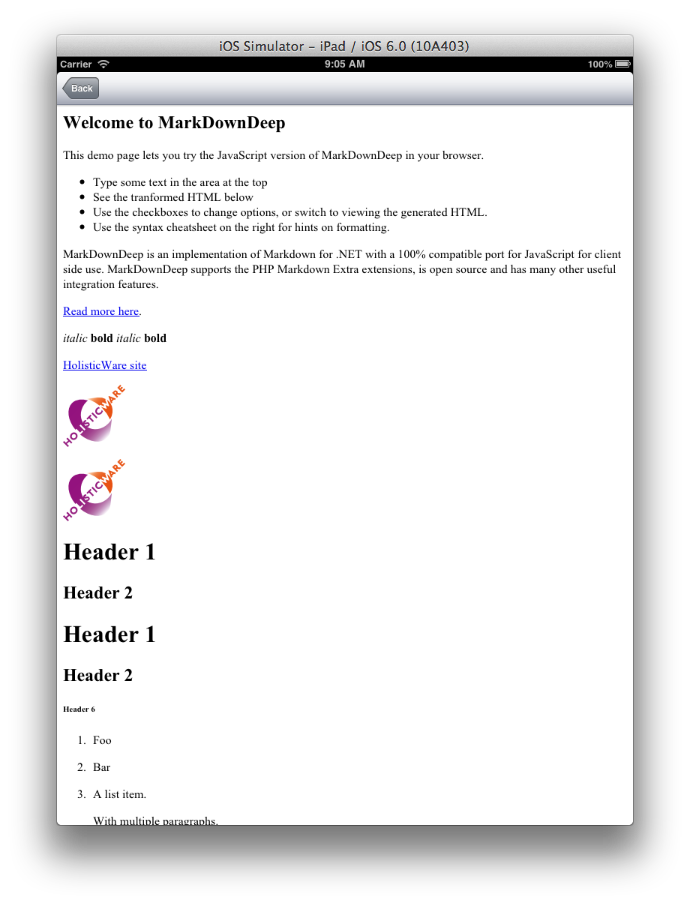 iOS Simulator – iPad / iOS 6.0 (10A403)
Carrier 9:05 AM 100%
Back
Welcome to MarkDownDeep
This demo page lets you try the JavaScript version of MarkDownDeep in your browser.
• Type some text in the area at the top
• See the tranformed HTML below
• Use the checkboxes to change options, or switch to viewing the generated HTML.
• Use the syntax cheatsheet on the right for hints on formatting.
MarkDownDeep is an implementation of Markdown for .NET with a 100% compatible port for JavaScript for client
side use. MarkDownDeep supports the PHP Markdown Extra extensions, is open source and has many other useful
integration features.
Read more here.
italic bold italic bold
HolisticWare site
HOLISTICWARE
HOLISTICWARE
Header 1
Header 2
Header 1
Header 2
Header 6
1. Foo
2. Bar
3. A list item.
With multiple paragraphs.